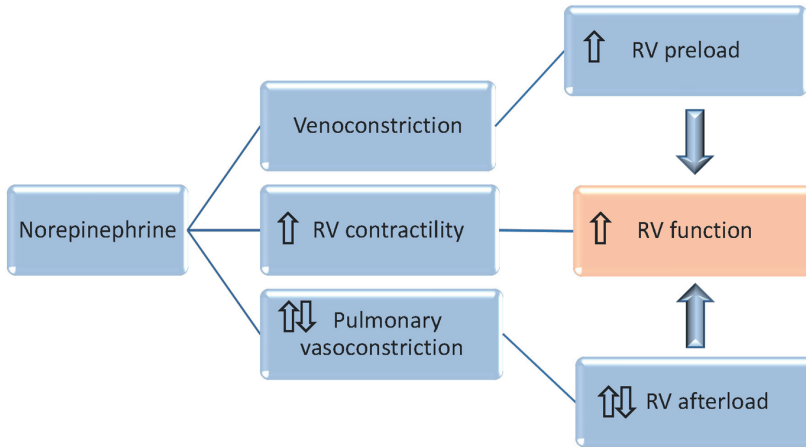 ⇧ RV preload
Venoconstriction
Norepinephrine
⇧ RV contractility
⇧ RV function
⇧⇩ Pulmonary
vasoconstriction
⇧⇩ RV afterload